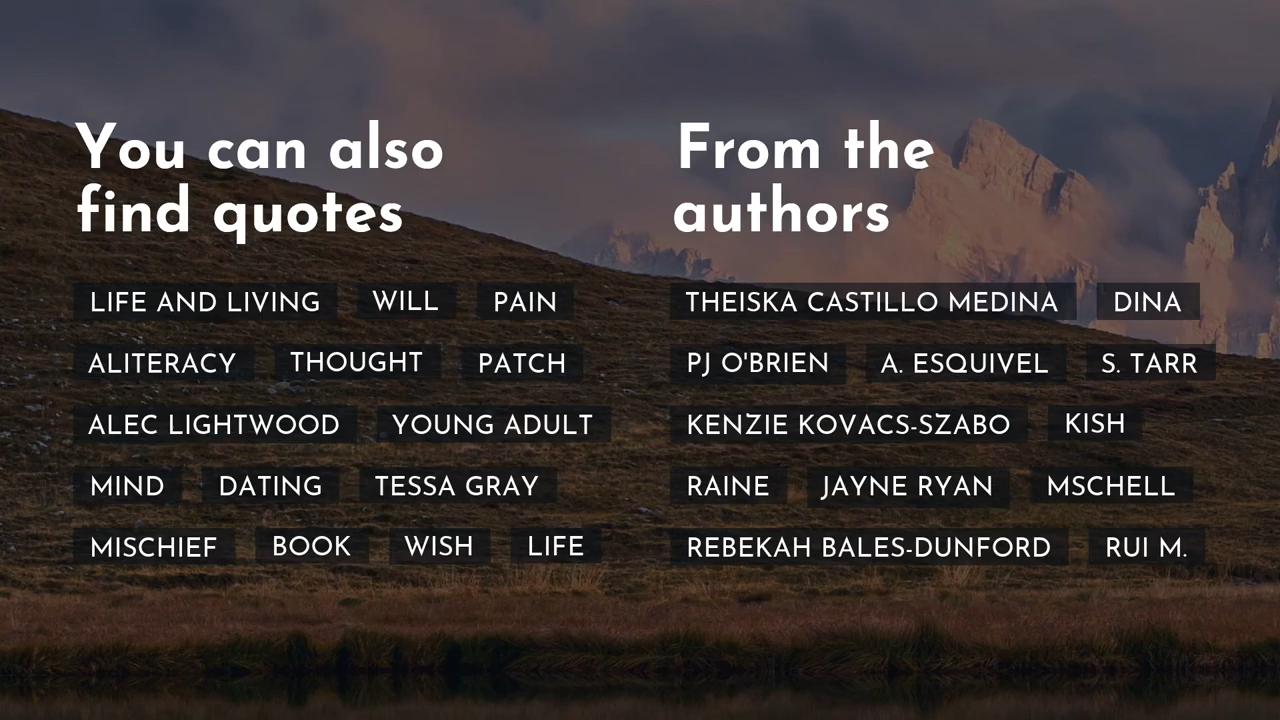 You can also
find quotes
LIFE AND LIVING WILL PAIN
ALITERACY THOUGHT PATCH
ALEC LIGHTWOOD YOUNG ADULT
MIND DATING TESSA GRAY
MISCHIEF BOOK WISH LIFE
From the
authors
THEISKA CASTILLO MEDINA DINA
PJ O'BRIEN A. ESQUIVEL S. TARR
KENZIE KOVACS-SZABO KISH
RAINE JAYNE RYAN MSCHELL
REBEKAH BALES-DUNFORD RUI M.